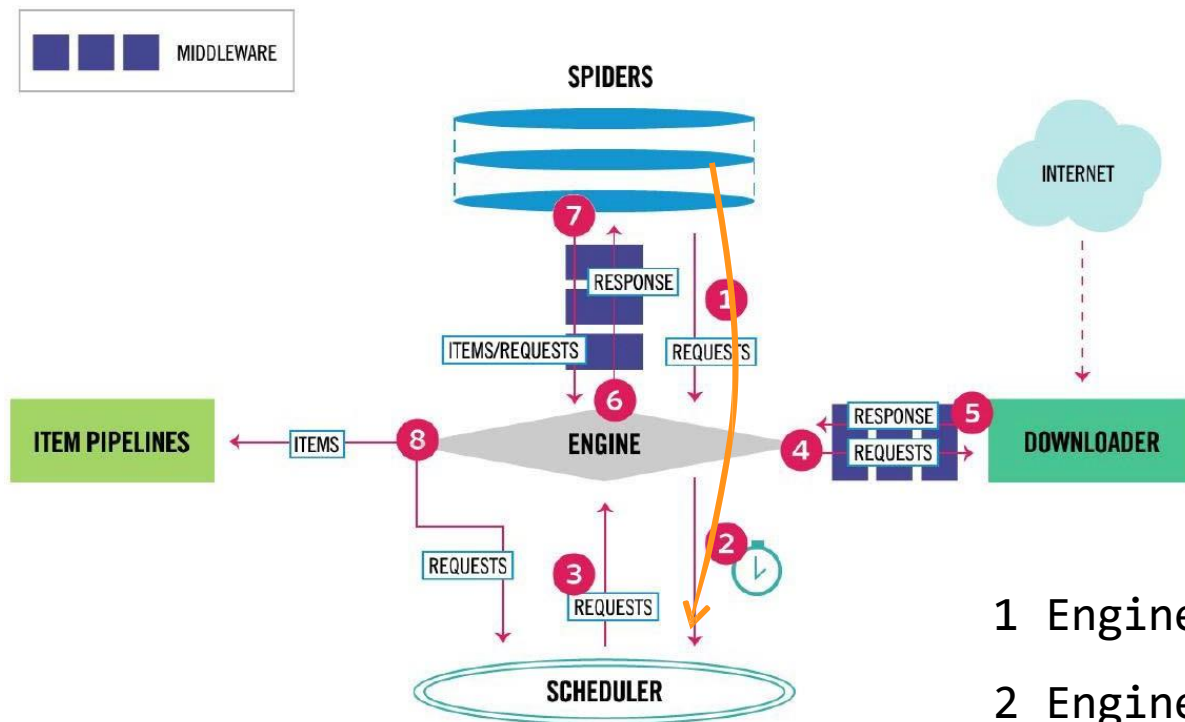 MIDDLEWARE
SPIDERS
INTERNET
7
RESPONSE
1
ITEMS/REQUESTS
REQUESTS
6
RESPONSE
5
ITEM PIPELINES
ITEMS
8
ENGINE
4
REQUESTS
DOWNLOADER
2
REQUESTS
3
REQUESTS
1 Engine
2 Engine
SCHEDULER